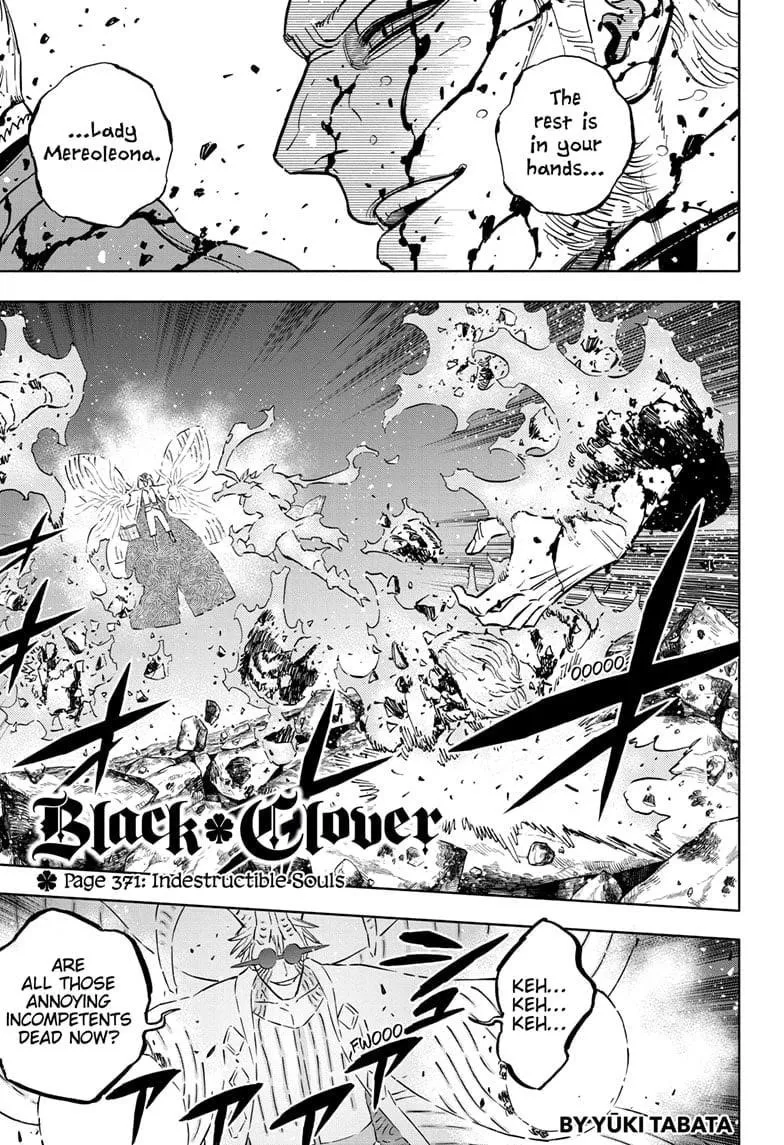 The
rest is
in your
hands...
...Lady
Mereoleona.
OOOOO
Black Clover
Page 371: Indestructible Souls
KEH...
KEH...
KEH...
ARE
ALL THOSE
ANNOYING
INCOMPETENTS
DEAD NOW?
FWOOO
BY YUKI TABATA